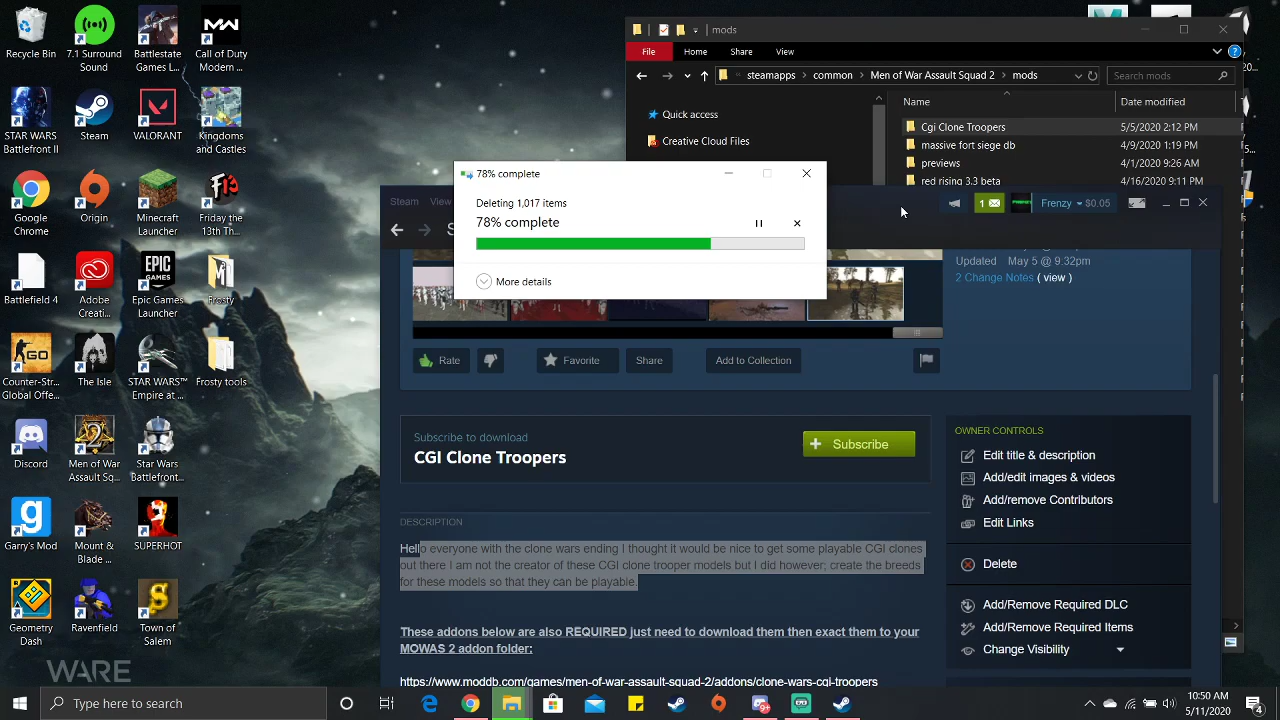 Recycle Bin
7.1 Surround
Sound
Battlestate
Games L...
Call of Duty
Modern ...
STAR WARS
Battlefront II
Steam
VALORANT
Kingdoms
and Castles
Google
Chrome
Origin
Minecraft
Launcher
Friday the
13th Th...
Battlefield 4
Adobe
Creati...
Epic Games
Launcher
Frosty
Counter-Str...
Global Offe...
The Isle
STAR WARS™
Empire at ...
Frosty tools
Discord
Men of War
Assault Sq...
Star Wars
Battlefront...
Garry's Mod
Mount &
Blade
SUPERHOT
Geometry
Dash
Ravenfield
Town of
Salem
WARE
mods
File Home Share View
steamapps › common › Men of War Assault Squad 2 › mods
Search mods
Quick access
Creative Cloud Files
Name Date modified
Cgi Clone Troopers 5/5/2020 2:12 PM
massive fort siege db 4/9/2020 1:19 PM
previews 4/1/2020 9:26 AM
red rising 3.3 beta 4/16/2020 9:11 PM
78% complete
Deleting 1,017 items
78% complete
More details
Steam View
1
Frenzy $0.05
Updated May 5 @ 9:32pm
2 Change Notes ( view )
Rate
Favorite
Share
Add to Collection
Subscribe to download
CGI Clone Troopers
Subscribe
OWNER CONTROLS
Edit title & description
Add/edit images & videos
Add/remove Contributors
Edit Links
Delete
Add/Remove Required DLC
Add/Remove Required Items
Change Visibility
DESCRIPTION
Hello everyone with the clone wars ending I thought it would be nice to get some playable CGI clones
out there I am not the creator of these CGI clone trooper models but I did however; create the breeds
for these models so that they can be playable.
These addons below are also REQUIRED just need to download them then exact them to your
MOWAS 2 addon folder:
https://www.moddb.com/games/men-of-war-assault-squad-2/addons/clone-wars-cgi-troopers
Type here to search
10:50 AM
5/11/2020
4